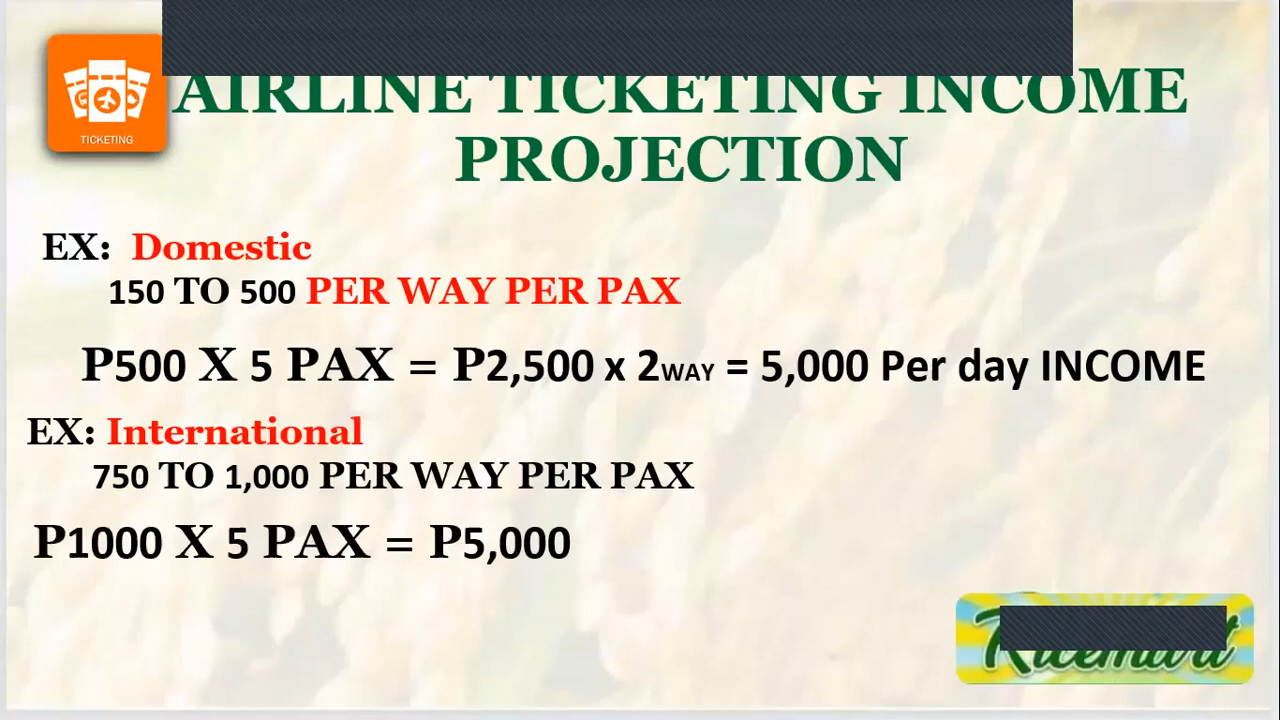 TICKETING
AIRLINE TICKETING INCOME
PROJECTION
EX: Domestic
150 TO 500 PER WAY PER PAX
P500 X 5 PAX = P2,500 x 2WAY = 5,000 Per day INCOME
EX: International
750 TO 1,000 PER WAY PER PAX
P1000 X 5 PAX = P5,000